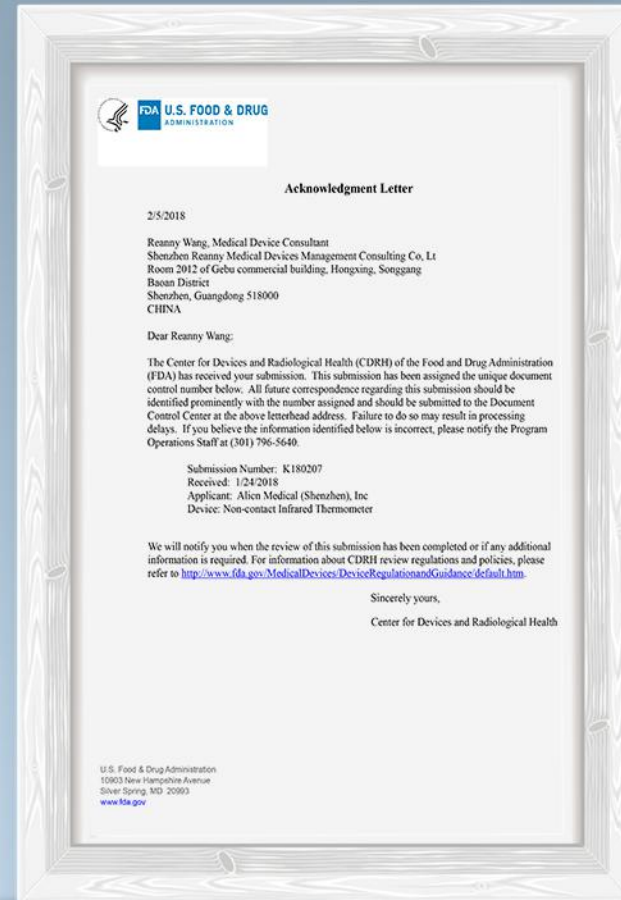 FDA U.S. FOOD & DRUG
ADMINISTRATION
Acknowledgment Letter
2/5/2018
Reanny Wang, Medical Device Consultant
Shenzhen Reanny Medical Devices Management Consulting Co, Lt
Room 2012 of Gebu commercial building, Hongxing, Songgang
Baoan District
Shenzhen, Guangdong 518000
CHINA
Dear Reanny Wang:
The Center for Devices and Radiological Health (CDRH) of the Food and Drug Administration
(FDA) has received your submission. This submission has been assigned the unique document
control number below. All future correspondence regarding this submission should be
identified prominently with the number assigned and should be submitted to the Document
Control Center at the above letterhead address. Failure to do so may result in processing
delays. If you believe the information identified below is incorrect, please notify the Program
Operations Staff at (301) 796-5640.
Submission Number: K180207
Received: 1/24/2018
Applicant: Alicn Medical (Shenzhen), Inc
Device: Non-contact Infrared Thermometer
We will notify you when the review of this submission has been completed or if any additional
information is required. For information about CDRH review regulations and policies, please
refer to http://www.fda.gov/MedicalDevices/DeviceRegulationandGuidance/default.htm.
Sincerely yours,
Center for Devices and Radiological Health
U.S. Food & Drug Administration
10903 New Hampshire Avenue
Silver Spring, MD 20993
www.fda.gov